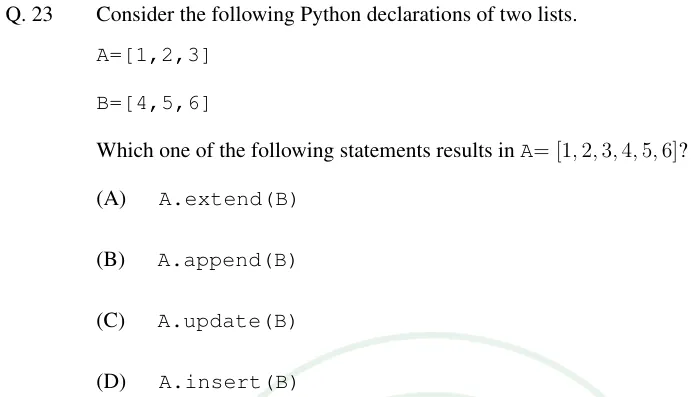 Q. 23 Consider the following Python declarations of two lists.
A=[1,2,3]
B=[4,5,6]
Which one of the following statements results in A= [1, 2, 3, 4, 5, 6]?
(A) A.extend(B)
(B) A.append(B)
(C) A.update(B)
(D) A.insert(B)